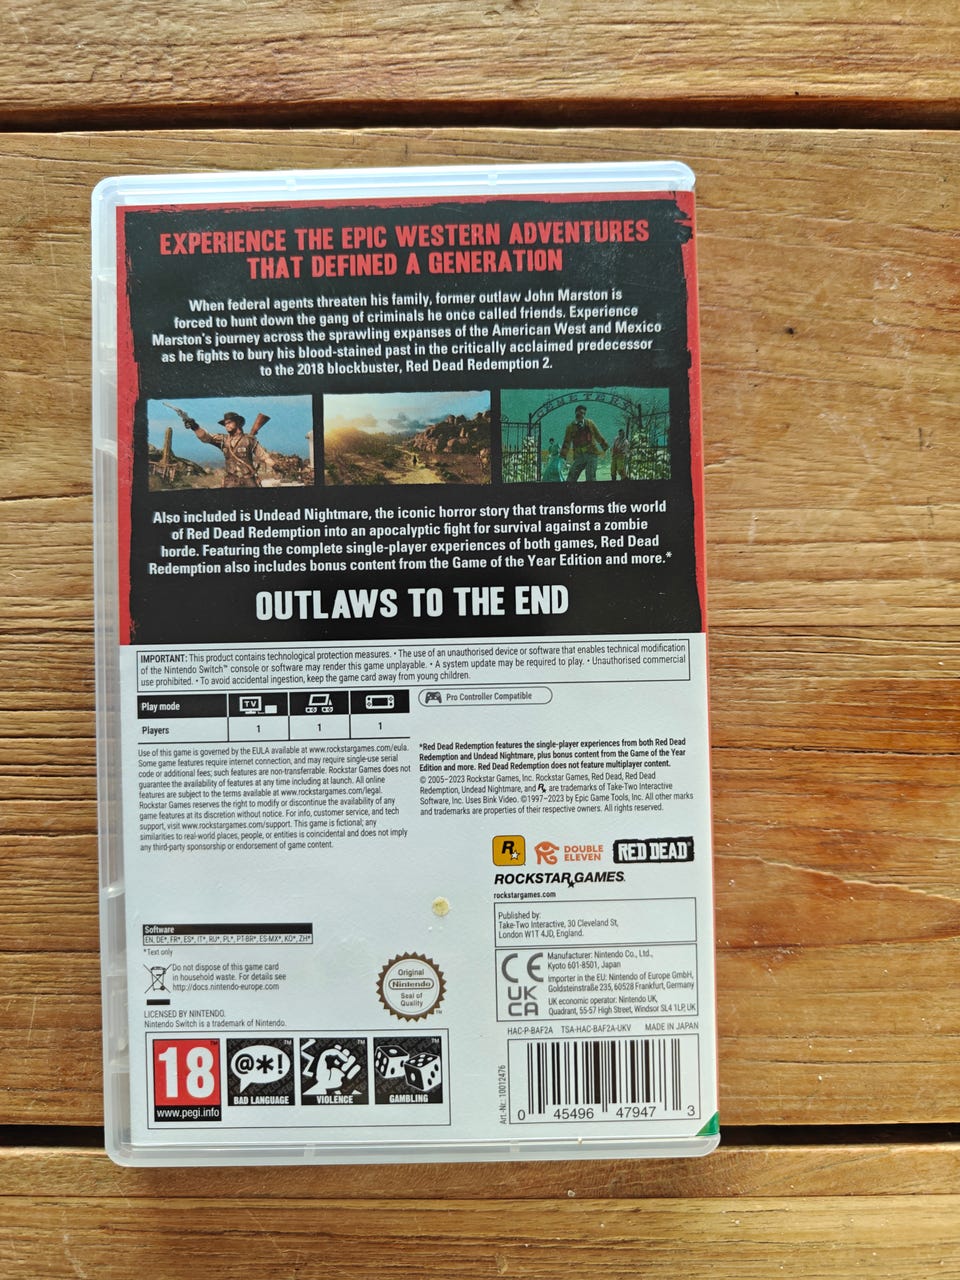 EXPERIENCE THE EPIC WESTERN ADVENTURES
THAT DEFINED A GENERATION
When federal agents threaten his family, former outlaw John Marston is
forced to hunt down the gang of criminals he once called friends. Experience
Marston's journey across the sprawling expanses of the American West and Mexico
as he fights to bury his blood-stained past in the critically acclaimed predecessor
to the 2018 blockbuster, Red Dead Redemption 2.
CEMETERY
Also included is Undead Nightmare, the iconic horror story that transforms the world
of Red Dead Redemption into an apocalyptic fight for survival against a zombie
horde. Featuring the complete single-player experiences of both games, Red Dead
Redemption also includes bonus content from the Game of the Year Edition and more.*
OUTLAWS TO THE END
IMPORTANT: This product contains technological protection measures. • The use of an unauthorised device or software that enables technical modification
of the Nintendo Switch™ console or software may render this game unplayable. • A system update may be required to play. • Unauthorised commercial
use prohibited. • To avoid accidental ingestion, keep the game card away from young children.
Play mode
TV
Players
1
1
1
Pro Controller Compatible
Use of this game is governed by the EULA available at www.rockstargames.com/eula.
Some game features require internet connection, and may require single-use serial
code or additional fees; such features are non-transferrable. Rockstar Games does not
guarantee the availability of features at any time including at launch. All online
features are subject to the terms available at www.rockstargames.com/legal.
Rockstar Games reserves the right to modify or discontinue the availability of any
game features at its discretion without notice. For info, customer service, and tech
support, visit www.rockstargames.com/support. This game is fictional; any
similarities to real-world places, people, or entities is coincidental and does not imply
any third-party sponsorship or endorsement of game content.
*Red Dead Redemption features the single-player experiences from both Red Dead
Redemption and Undead Nightmare, plus bonus content from the Game of the Year
Edition and more. Red Dead Redemption does not feature multiplayer content.
© 2005–2023 Rockstar Games, Inc. Rockstar Games, Red Dead, Red Dead
Redemption, Undead Nightmare, and R★ are trademarks of Take-Two Interactive
Software, Inc. Uses Bink Video. ©1997–2023 by Epic Game Tools, Inc. All other marks
and trademarks are properties of their respective owners. All rights reserved.
R★
DOUBLE
ELEVEN
RED DEAD
ROCKSTAR GAMES
rockstargames.com
Published by:
Take-Two Interactive, 30 Cleveland St,
London W1T 4JD, England.
Software
EN, DE*, FR*, ES*, IT*, RU*, PL*, PT-BR*, ES-MX*, KO*, ZH*
*Text only
Do not dispose of this game card
in household waste. For details see
http://docs.nintendo-europe.com
LICENSED BY NINTENDO.
Nintendo Switch is a trademark of Nintendo.
Original
Nintendo
Seal of
Quality
TM
CE
UK
CA
Manufacturer: Nintendo Co., Ltd.,
Kyoto 601-8501, Japan
Importer in the EU: Nintendo of Europe GmbH,
Goldsteinstraße 235, 60528 Frankfurt, Germany
UK economic operator: Nintendo UK,
Quadrant, 55-57 High Street, Windsor SL4 1LP, UK
HAC-P-BAF2A TSA-HAC-BAF2A-UKV MADE IN JAPAN
18
www.pegi.info
@*!
BAD LANGUAGE
VIOLENCE
GAMBLING
Art.-Nr.: 10012476
0 45496 47947 3